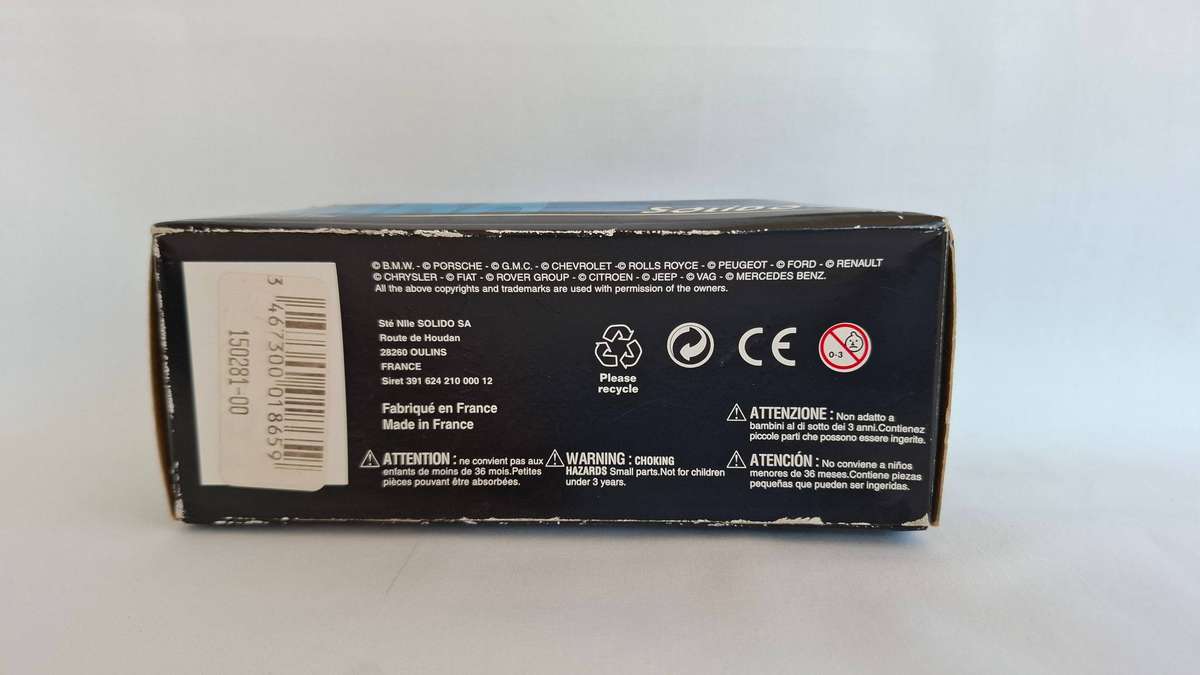 © B.M.W. - © PORSCHE - © G.M.C. - © CHEVROLET -© ROLLS ROYCE - © PEUGEOT - © FORD - © RENAULT
© CHRYSLER - © FIAT - © ROVER GROUP - © CITROEN - © JEEP - © VAG - © MERCEDES BENZ.
All the above copyrights and trademarks are used with permission of the owners.
3 467300 018659
150281-00
Sté Nlle SOLIDO SA
Route de Houdan
28260 OULINS
FRANCE
Siret 391 624 210 000 12
Fabriqué en France
Made in France
Please
recycle
CE
0-3
ATTENTION : ne convient pas aux
enfants de moins de 36 mois.Petites
pièces pouvant être absorbées.
WARNING : CHOKING
HAZARDS Small parts.Not for children
under 3 years.
ATTENZIONE : Non adatto a
bambini al di sotto dei 3 anni.Contienez
piccole parti che possono essere ingerite.
ATENCIÓN : No conviene a niños
menores de 36 meses.Contiene piezas
pequeñas que pueden ser ingeridas.